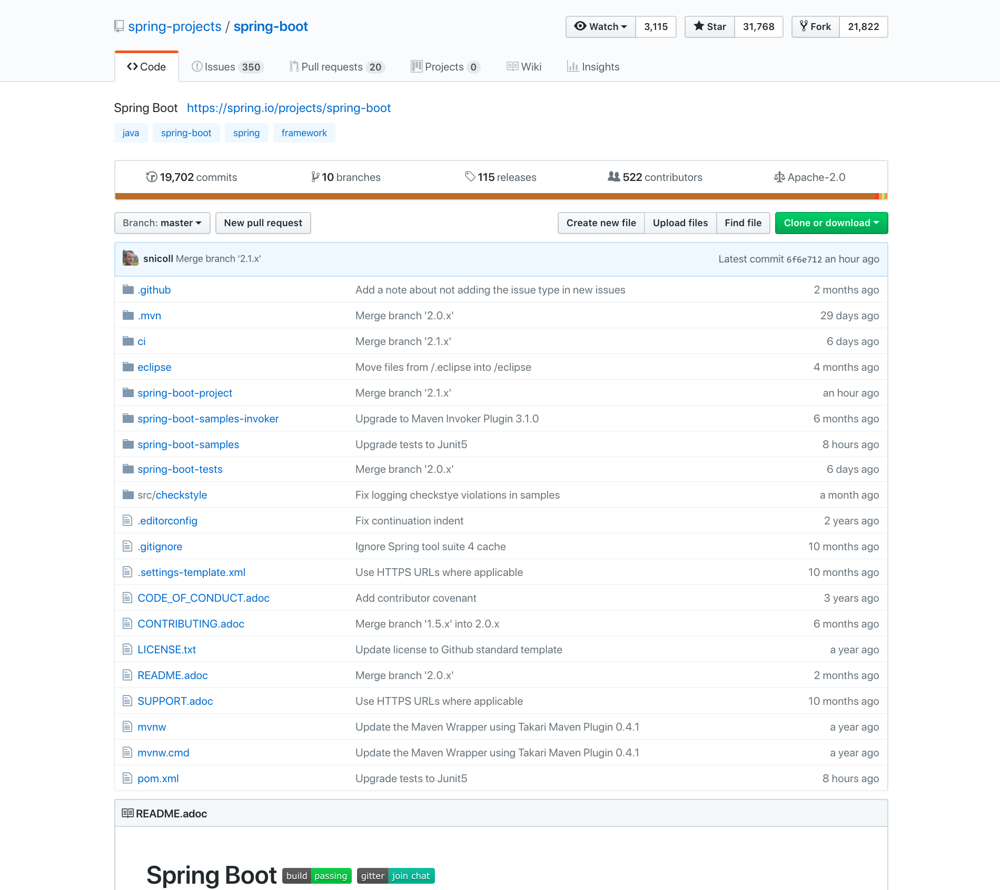 spring-projects / spring-boot
Watch 3,115 Star 31,768 Fork 21,822
Code Issues 350 Pull requests 20 Projects 0 Wiki Insights
Spring Boot https://spring.io/projects/spring-boot
java spring-boot spring framework
19,702 commits 10 branches 115 releases 522 contributors Apache-2.0
Branch: master New pull request Create new file Upload files Find file Clone or download
snicoll Merge branch '2.1.x' Latest commit 6f6e712 an hour ago
.github Add a note about not adding the issue type in new issues 2 months ago
.mvn Merge branch '2.0.x' 29 days ago
ci Merge branch '2.1.x' 6 days ago
eclipse Move files from /.eclipse into /eclipse 4 months ago
spring-boot-project Merge branch '2.1.x' an hour ago
spring-boot-samples-invoker Upgrade to Maven Invoker Plugin 3.1.0 6 months ago
spring-boot-samples Upgrade tests to Junit5 8 hours ago
spring-boot-tests Merge branch '2.0.x' 6 days ago
src/checkstyle Fix logging checkstye violations in samples a month ago
.editorconfig Fix continuation indent 2 years ago
.gitignore Ignore Spring tool suite 4 cache 10 months ago
.settings-template.xml Use HTTPS URLs where applicable 10 months ago
CODE_OF_CONDUCT.adoc Add contributor covenant 3 years ago
CONTRIBUTING.adoc Merge branch '1.5.x' into 2.0.x 6 months ago
LICENSE.txt Update license to Github standard template a year ago
README.adoc Merge branch '2.0.x' 2 months ago
SUPPORT.adoc Use HTTPS URLs where applicable 10 months ago
mvnw Update the Maven Wrapper using Takari Maven Plugin 0.4.1 a year ago
mvnw.cmd Update the Maven Wrapper using Takari Maven Plugin 0.4.1 a year ago
pom.xml Upgrade tests to Junit5 8 hours ago
README.adoc
Spring Boot build passing gitter join chat